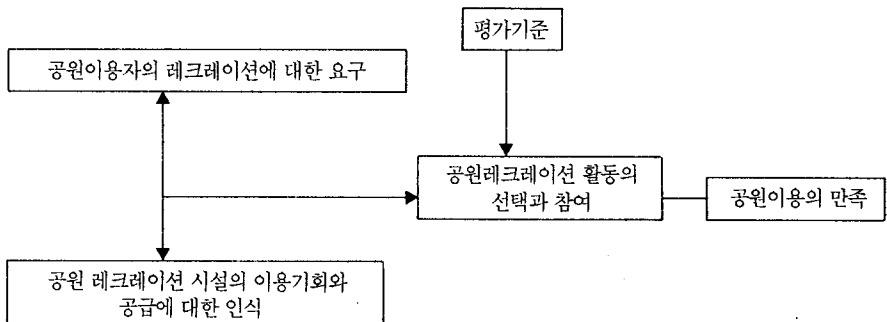 평가기준
공원이용자의 레크레이션에 대한 요구
공원레크레이션 활동의
선택과 참여
공원이용의 만족
공원 레크레이션 시설의 이용기회와
공급에 대한 인식